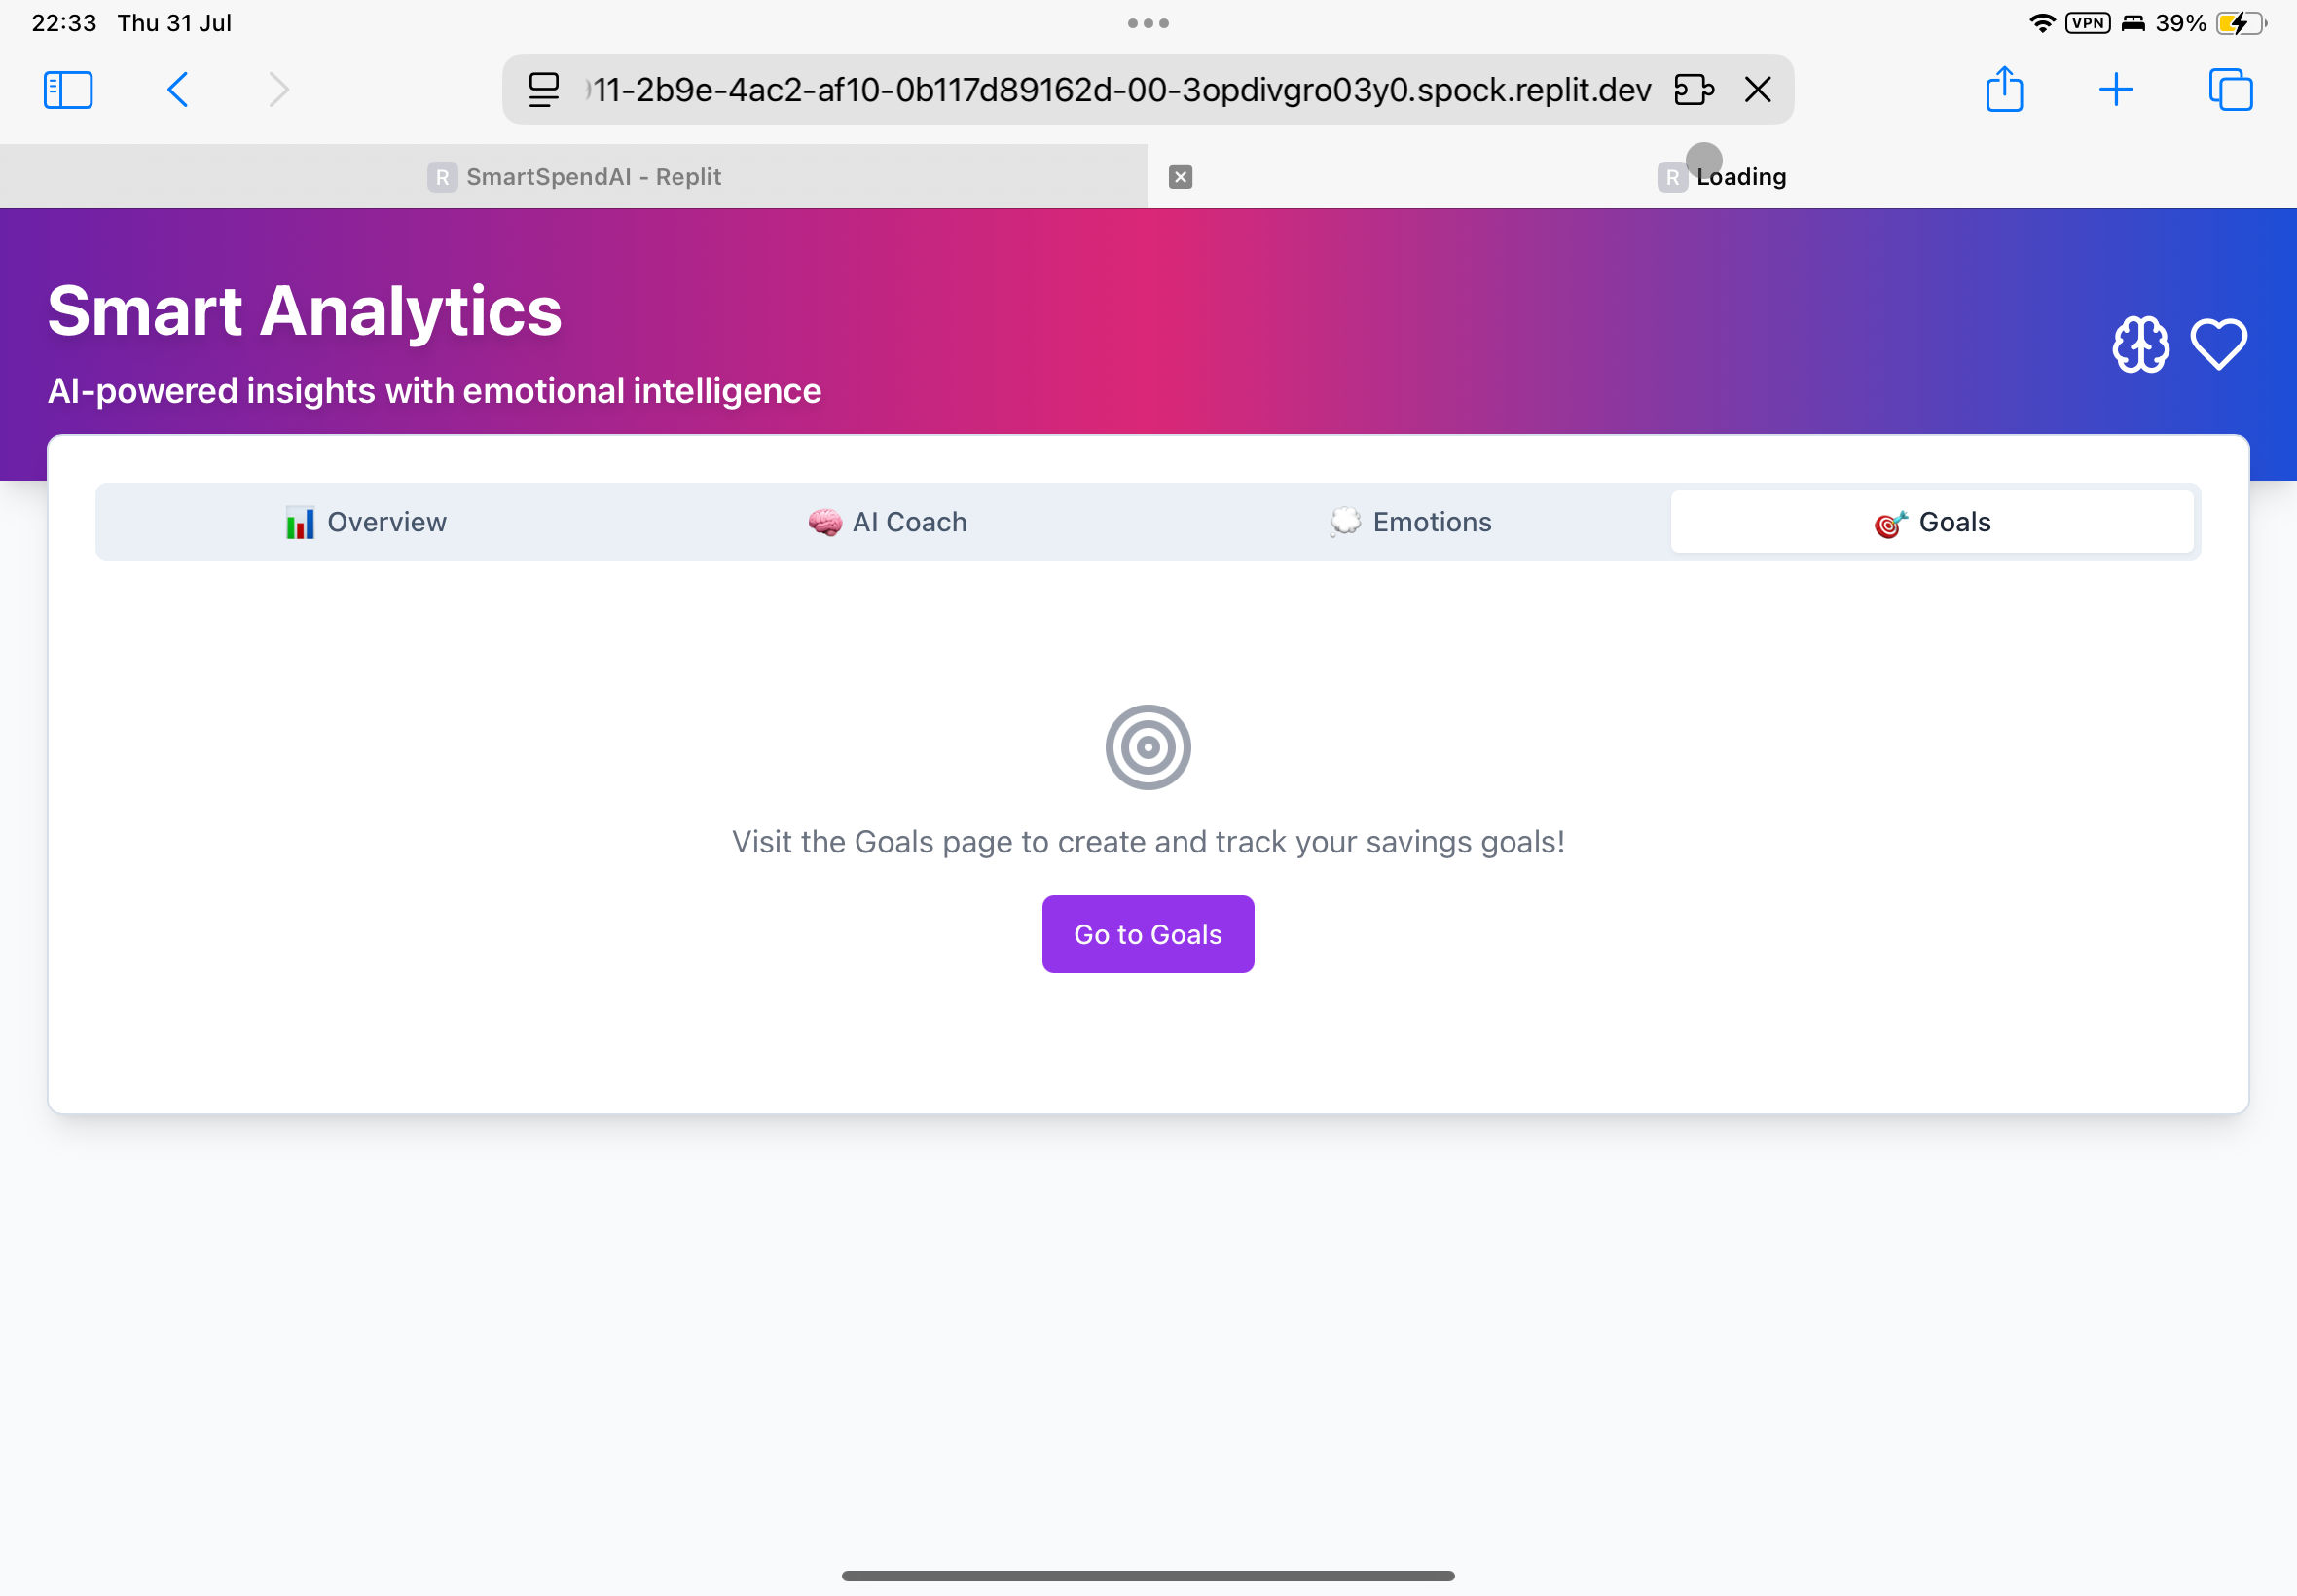 22:33 Thu 31 Jul
VPN 39%
11-2b9e-4ac2-af10-0b117d89162d-00-3opdivgro03y0.spock.replit.dev
R SmartSpendAI - Replit
R Loading
Smart Analytics
AI-powered insights with emotional intelligence
Overview
AI Coach
Emotions
Goals
Visit the Goals page to create and track your savings goals!
Go to Goals